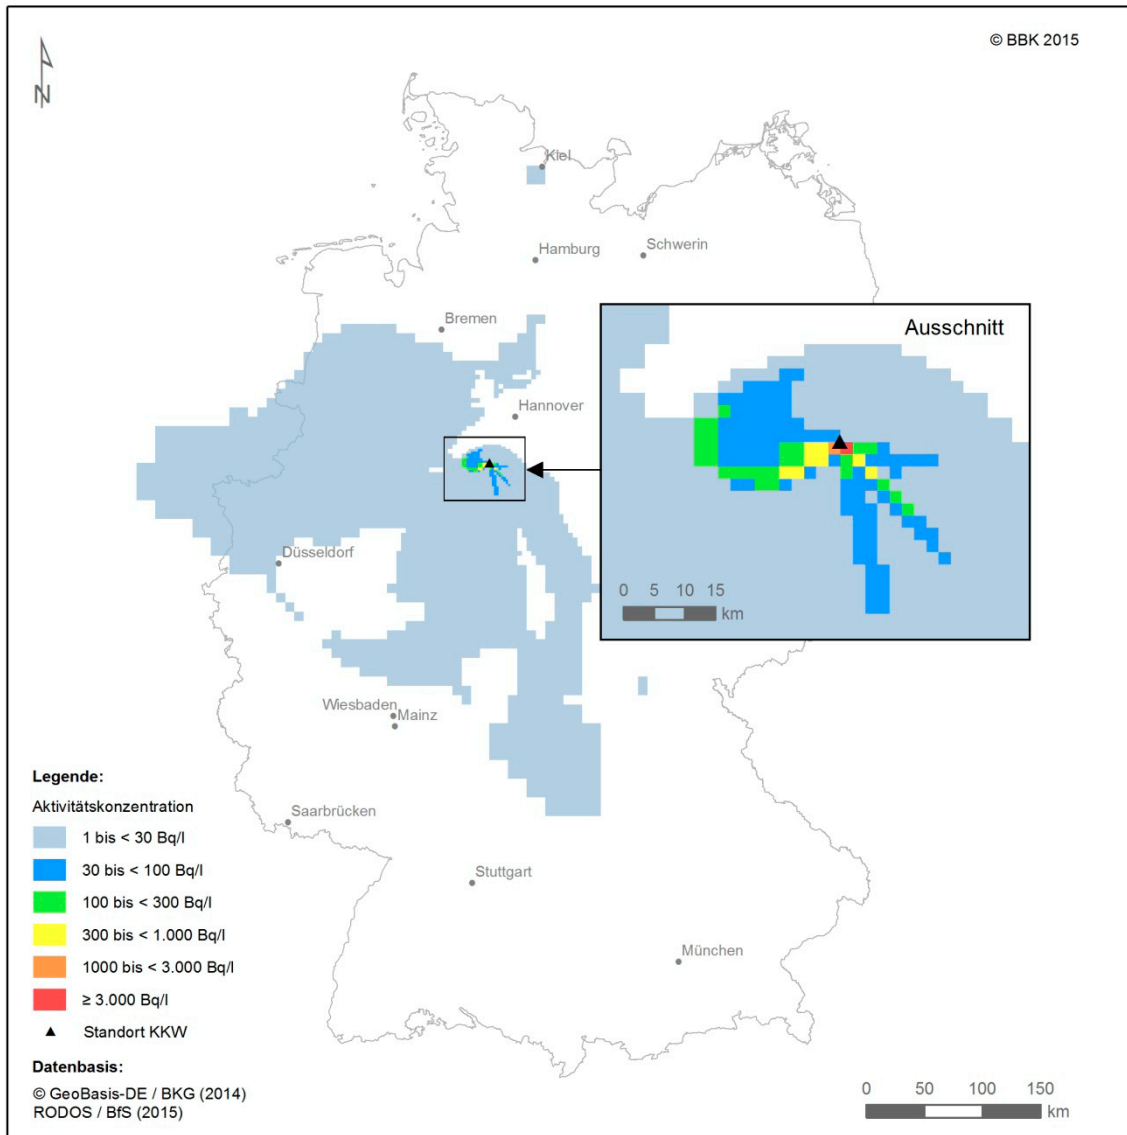 © BBK 2015
N
Kiel
Hamburg
Schwerin
Bremen
Ausschnitt
Hannover
Düsseldorf
0 5 10 15
km
Wiesbaden
Mainz
Legende:
Aktivitätskonzentration
Saarbrücken
1 bis < 30 Bq/l
30 bis < 100 Bq/l
Stuttgart
100 bis < 300 Bq/l
300 bis < 1.000 Bq/l
München
1000 bis < 3.000 Bq/l
≥ 3.000 Bq/l
Standort KKW
Datenbasis:
© GeoBasis-DE / BKG (2014)
RODOS / BfS (2015)
0 50 100 150
km